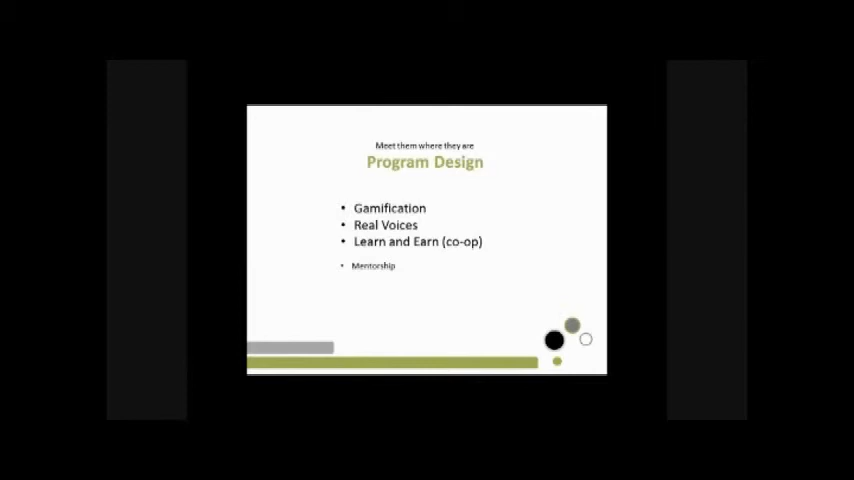 Meet them where they are
Program Design
• Gamification
• Real Voices
• Learn and Earn (co-op)
• Mentorship